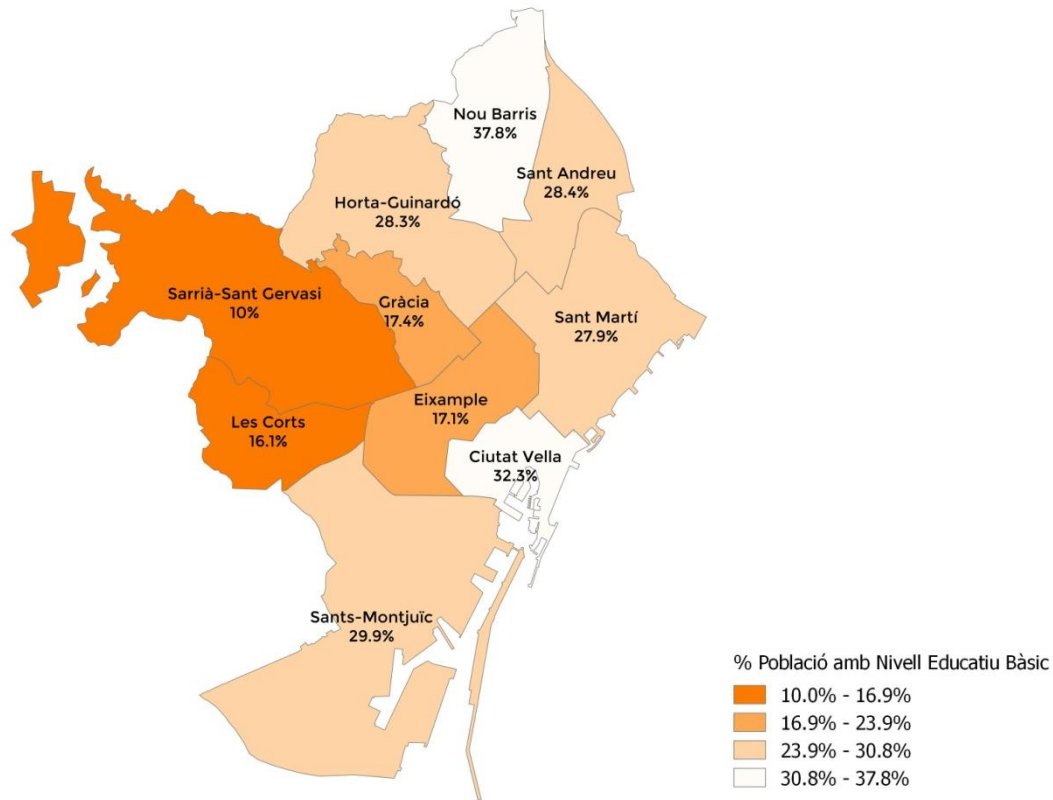 Nou Barris
37.8%
Sant Andreu
28.4%
Horta-Guinardó
28.3%
Sarrià-Sant Gervasi
10%
Gràcia
17.4%
Sant Martí
27.9%
Eixample
17.1%
Les Corts
16.1%
Ciutat Vella
32.3%
Sants-Montjuïc
29.9%
% Població amb Nivell Educatiu Bàsic
10.0% - 16.9%
16.9% - 23.9%
23.9% - 30.8%
30.8% - 37.8%